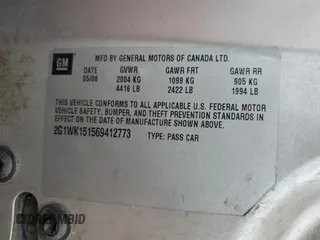 GM
MFD BY GENERAL MOTORS OF CANADA LTD.
DATE GVWR GAWR FRT GAWR RR
05/06 2004 KG 1099 KG 905 KG
4416 LB 2422 LB 1994 LB
THIS VEHICLE CONFORMS TO ALL APPLICABLE U.S. FEDERAL MOTOR
VEHICLE SAFETY, BUMPER, AND THEFT PREVENTION STANDARDS IN
EFFECT ON THE DATE OF MANUFACTURE SHOWN ABOVE.
2G1WK151569412773 TYPE: PASS CAR